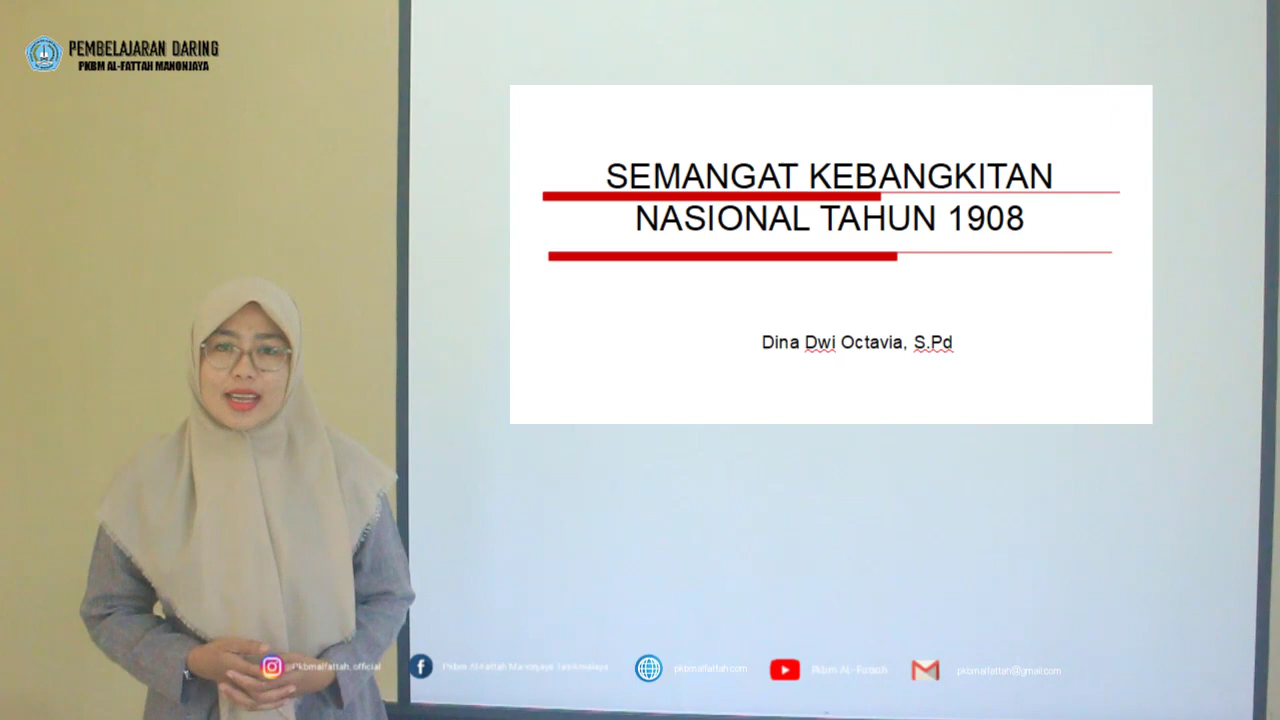 PEMBELAJARAN DARING
PKBM AL-FATTAH MANONJAYA
SEMANGAT KEBANGKITAN
NASIONAL TAHUN 1908
Dina Dwi Octavia, S.Pd
@Pkbmalfattah.official
Pkbm Al-Fattah Manonjaya Tasikmalaya
pkbmalfattah.com
Pkbm AL-Fattah
pkbmalfattah@gmail.com